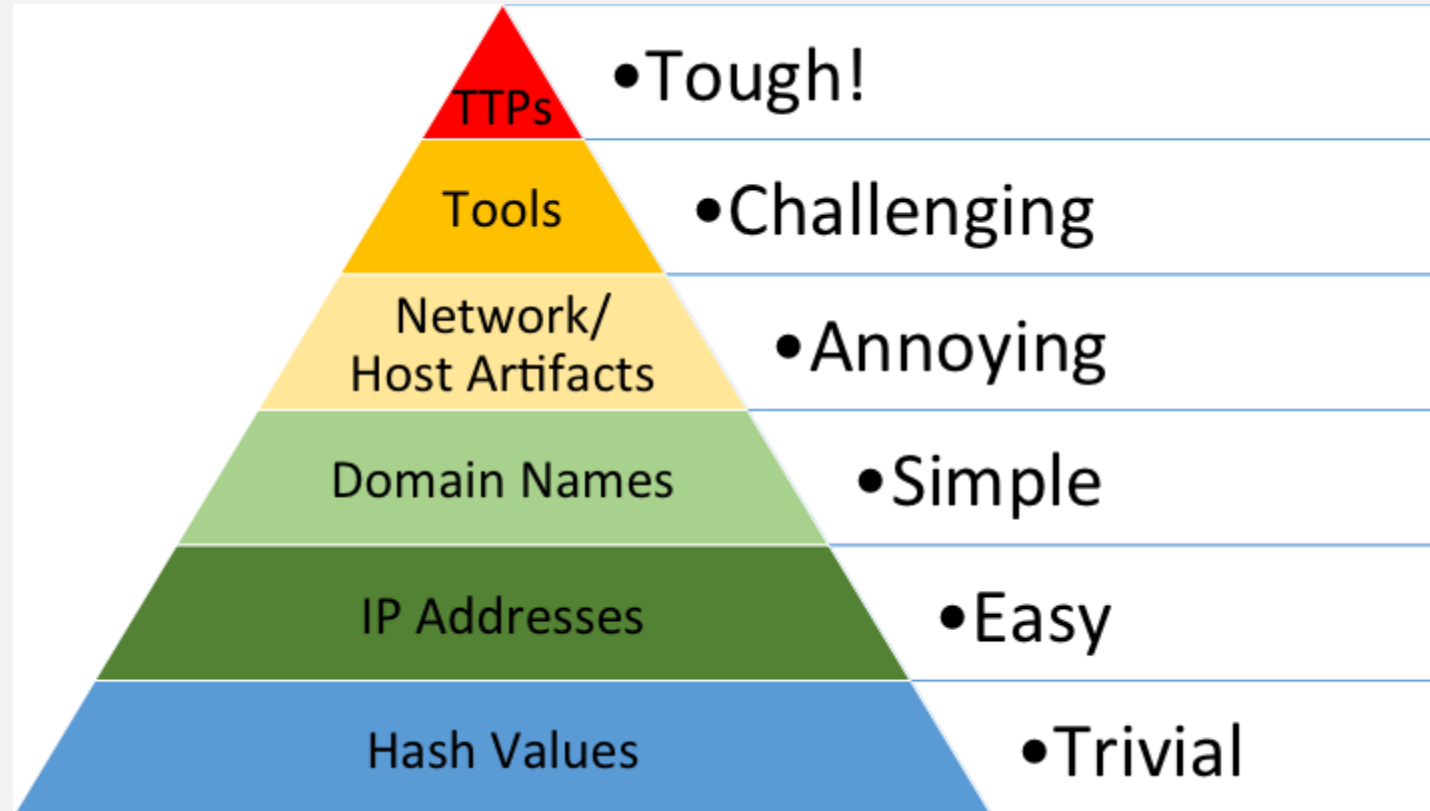 TTPs
•Tough!
Tools
•Challenging
Network/
Host Artifacts
•Annoying
Domain Names
•Simple
IP Addresses
•Easy
Hash Values
•Trivial